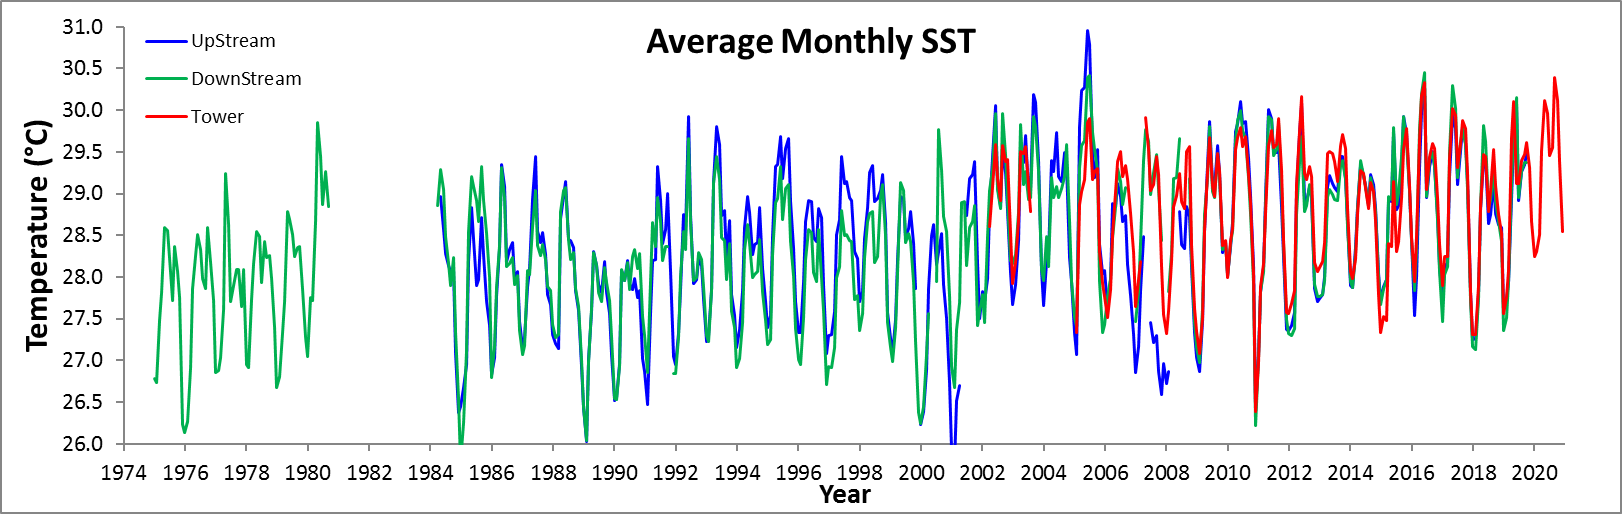 Average Monthly SST
UpStream
DownStream
Tower
Temperature (°C)
31.0
30.5
30.0
29.5
29.0
28.5
28.0
27.5
27.0
26.5
26.0
1974 1976 1978 1980 1982 1984 1986 1988 1990 1992 1994 1996 1998 2000 2002 2004 2006 2008 2010 2012 2014 2016 2018 2020
Year